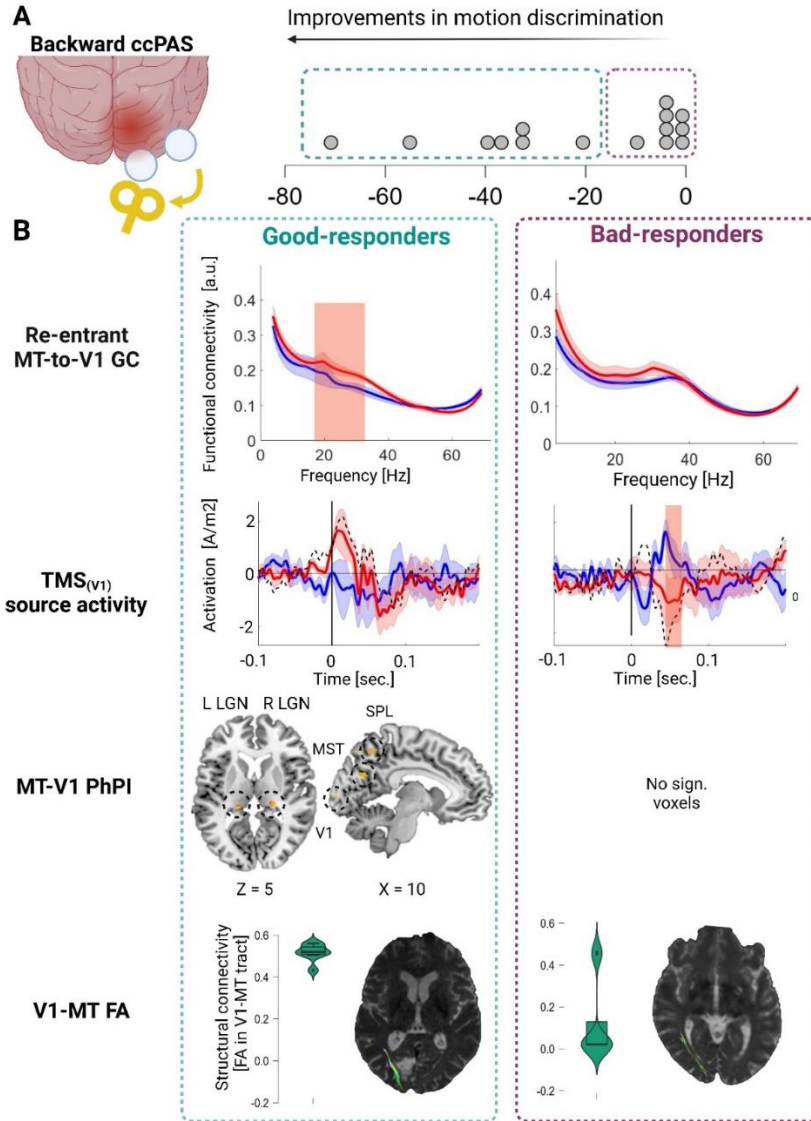 A
Backward ccPAS
Improvements in motion discrimination
-80
-60
-40
-20
0
B
Good-responders
Bad-responders
Re-entrant
MT-to-V1 GC
Functional connectivity [a.u.]
0.4
0.3
0.2
0.1
0
0
20
40
60
Frequency [Hz]
0.4
0.3
0.2
0.1
0
20
40
60
Frequency [Hz]
TMS(V1)
source activity
Activation [A/m2]
2
0
-2
-0.1
0
0.1
Time [sec.]
0
-0.1
0
0.1
Time [sec.]
MT-V1 PhPI
L LGN R LGN
SPL
MST
V1
Z = 5
X = 10
No sign.
voxels
V1-MT FA
Structural connectivity
[FA in V1-MT tract]
0.6
0.4
0.2
0.0
-0.2
0.6
0.4
0.2
0.0
-0.2